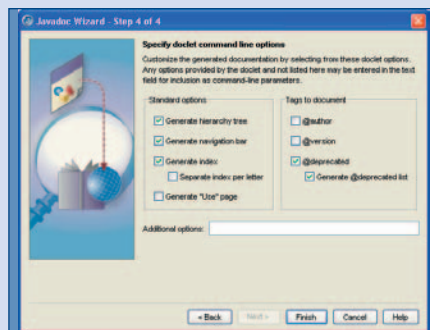 Javadoc Wizard - Step 4 of 4
Specify doclet command line options
Customize the generated documentation by selecting from these doclet options.
Any options provided by the doclet and not listed here may be entered in the text
field for inclusion as command-line parameters.
Standard options
Generate hierarchy tree
Generate navigation bar
Generate index
Separate index per letter
Generate "Use" page
Tags to document
@author
@version
@deprecated
Generate @deprecated list
Additional options:
< Back Next > Finish Cancel Help